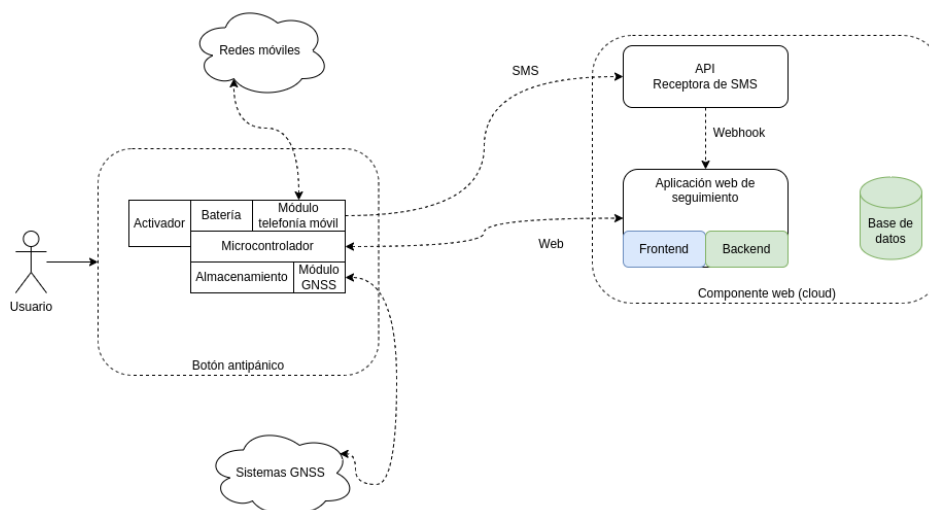 Redes móviles
SMS
API
Receptora de SMS
Webhook
Activador
Batería
Módulo
telefonía móvil
Microcontrolador
Almacenamiento
Módulo
GNSS
Web
Aplicación web de
seguimiento
Frontend
Backend
Base de
datos
Usuario
Componente web (cloud)
Botón antipánico
Sistemas GNSS